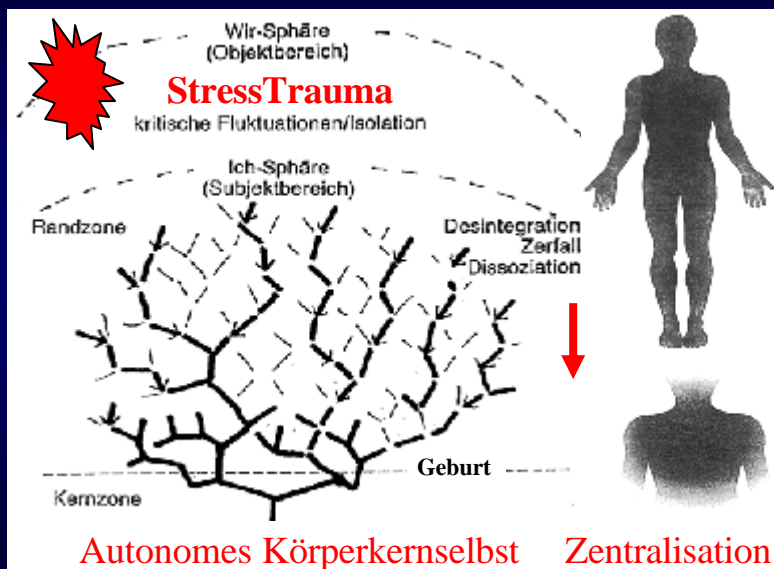 Wir-Sphäre
(Objektbereich)
StressTrauma
kritische Fluktuationen/Isolation
Ich-Sphäre
(Subjektbereich)
Randzone
Desintegration
Zerfall
Dissoziation
Geburt
Kernzone
Autonomes Körperkernselbst
Zentralisation